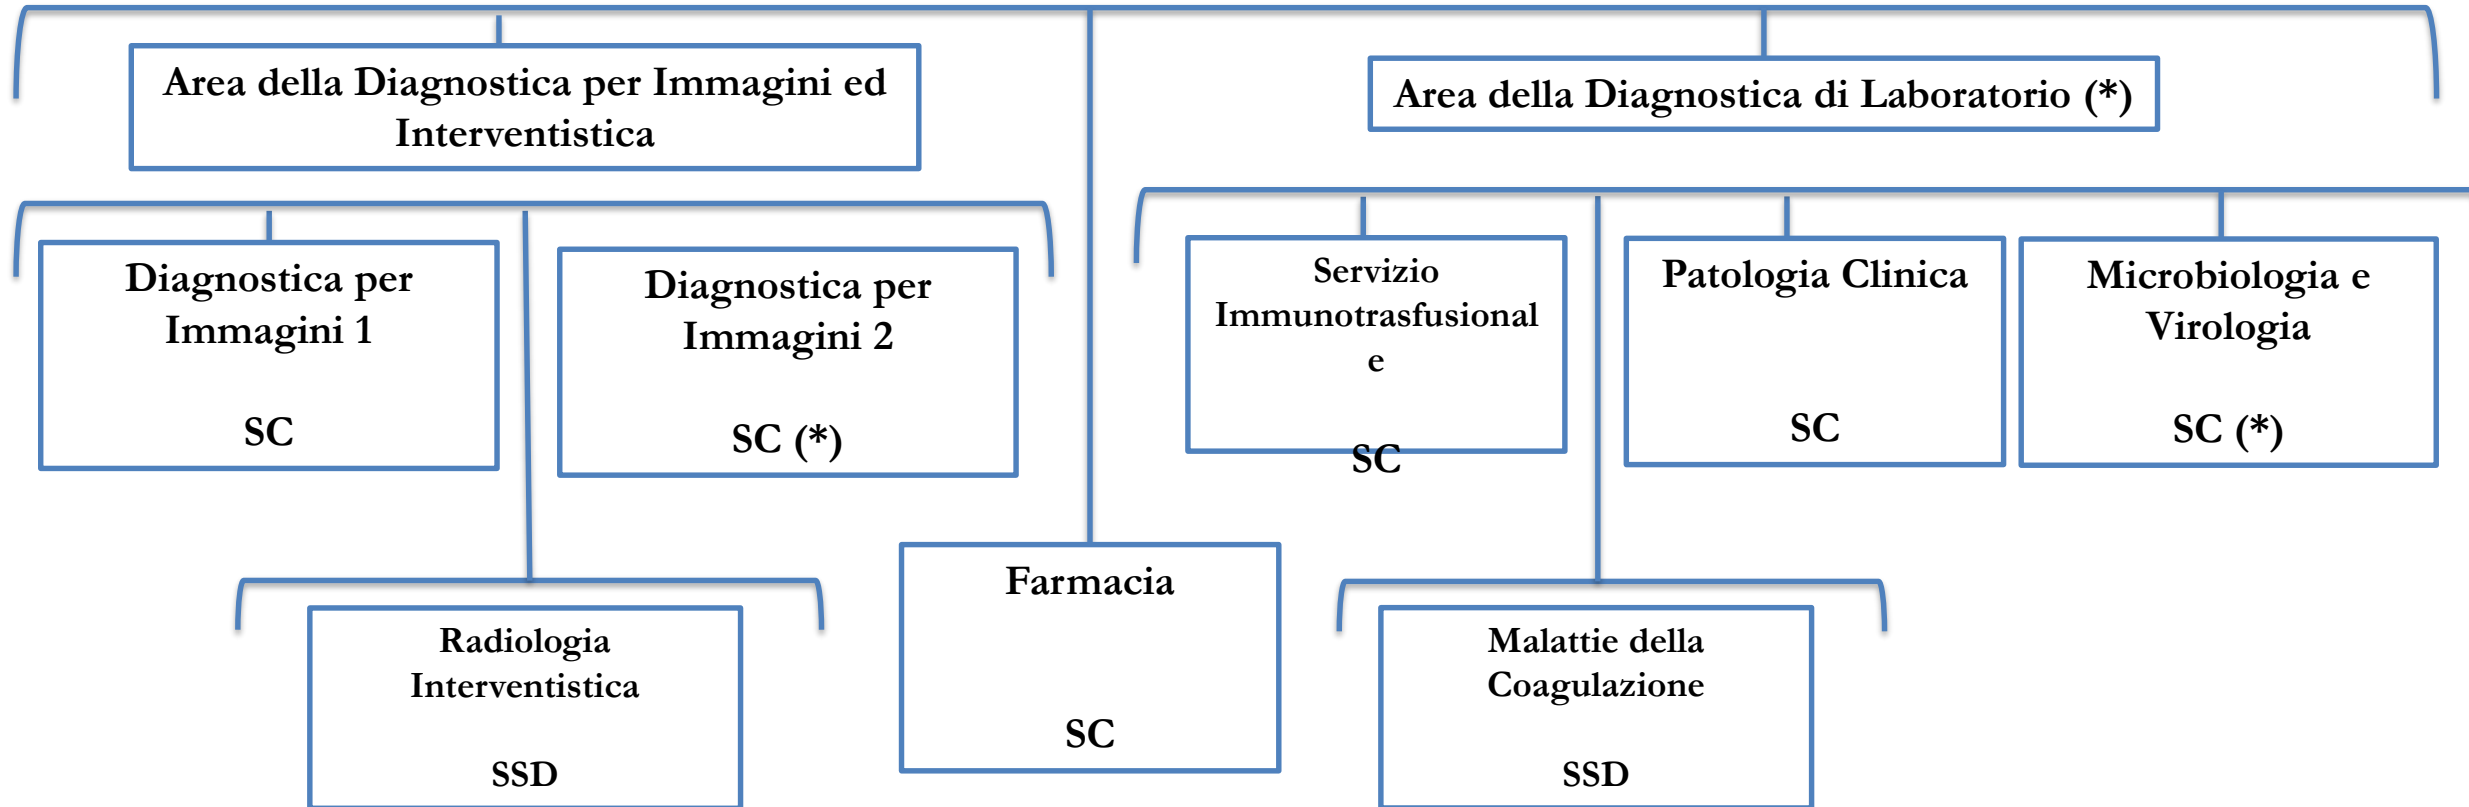 Area della Diagnostica per Immagini ed
Interventistica
Area della Diagnostica di Laboratorio (*)
Diagnostica per
Immagini 1
SC
Diagnostica per
Immagini 2
SC (*)
Servizio
Immunotrasfusional
e
SC
Patologia Clinica
SC
Microbiologia e
Virologia
SC (*)
Radiologia
Interventistica
SSD
Farmacia
SC
Malattie della
Coagulazione
SSD